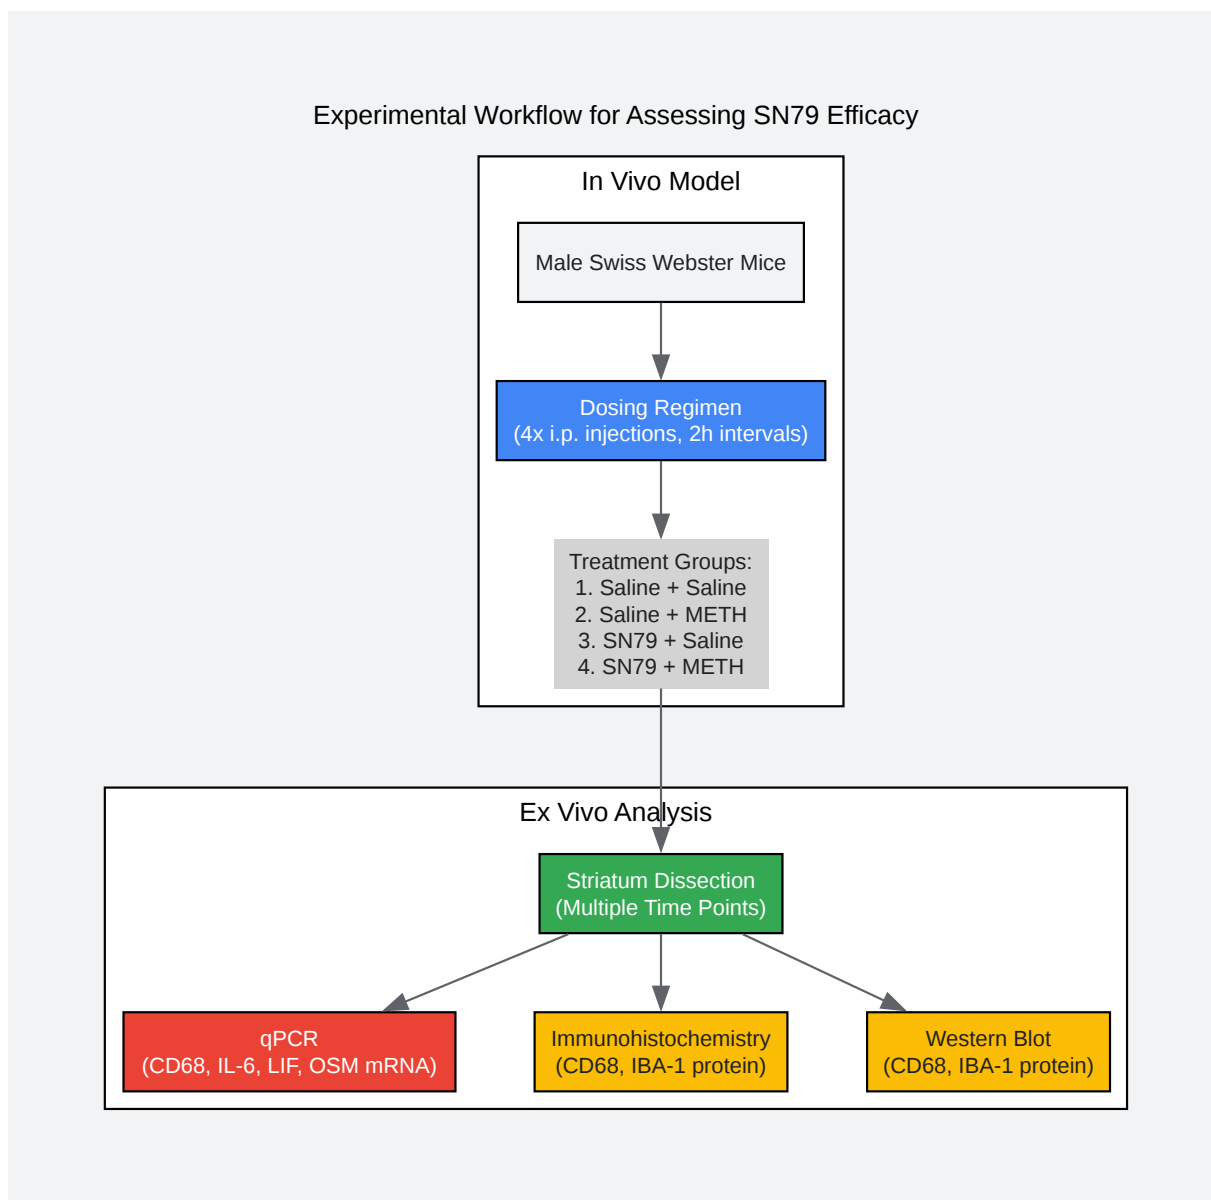 Experimental Workflow for Assessing SN79 Efficacy
In Vivo Model
Male Swiss Webster Mice
Dosing Regimen
(4x i.p. injections, 2h intervals)
Treatment Groups:
1. Saline + Saline
2. Saline + METH
3. SN79 + Saline
4. SN79 + METH
Ex Vivo Analysis
Striatum Dissection
(Multiple Time Points)
qPCR
(CD68, IL-6, LIF, OSM mRNA)
Immunohistochemistry
(CD68, IBA-1 protein)
Western Blot
(CD68, IBA-1 protein)